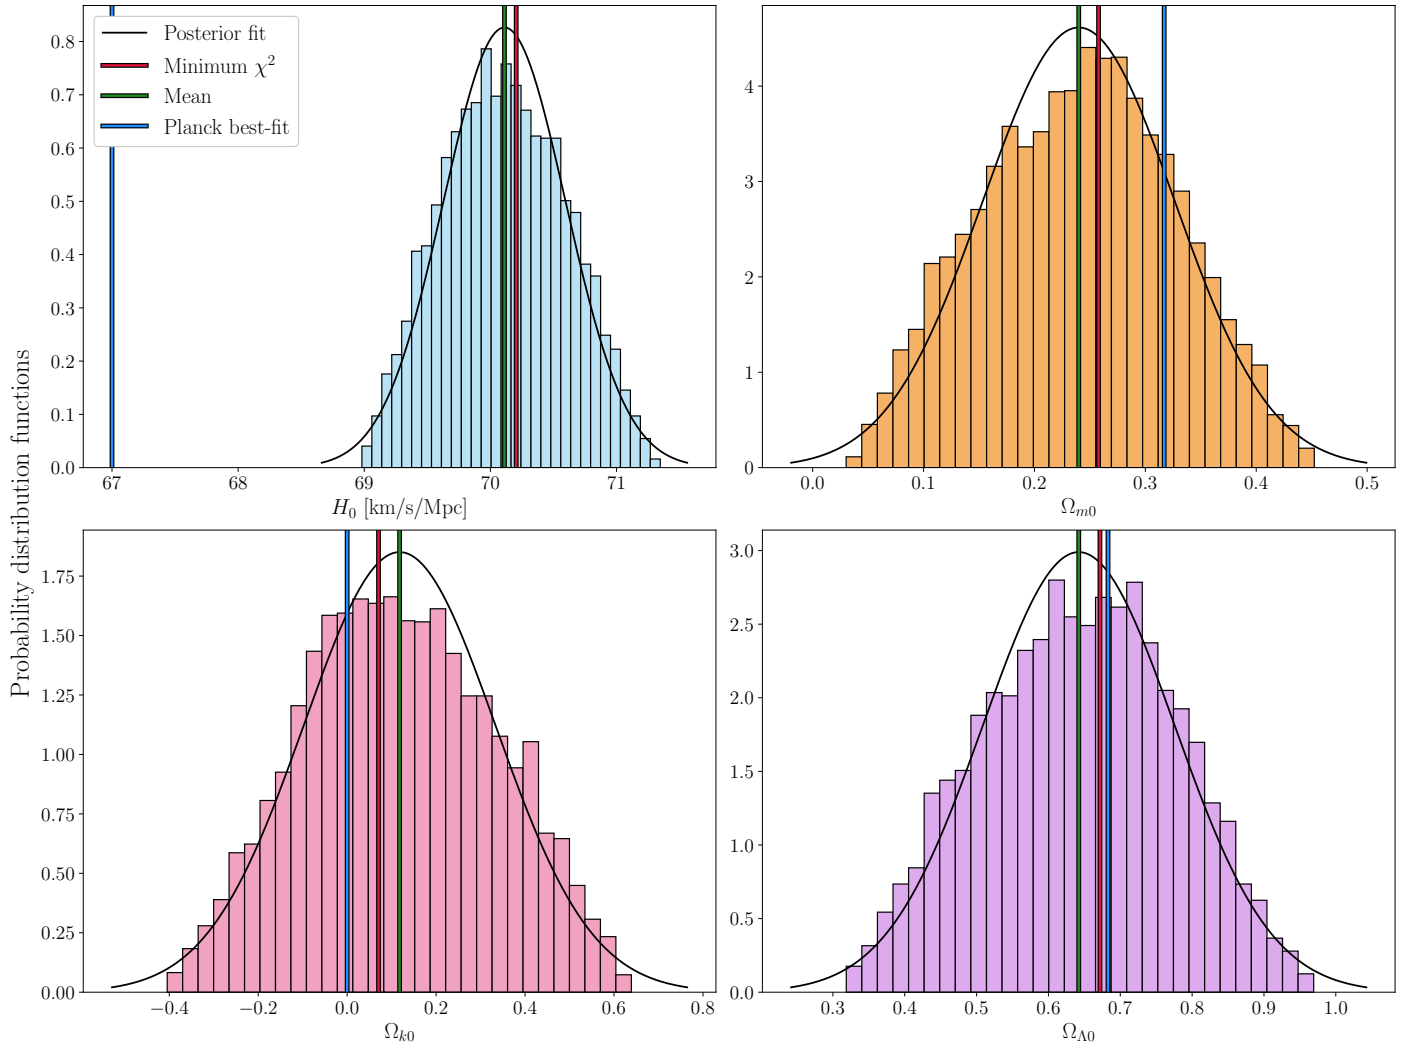 Posterior fit
Minimum χ²
Mean
Planck best-fit
0.8
0.7
0.6
0.5
0.4
0.3
0.2
0.1
0.0
67 68 69 70 71
H₀ [km/s/Mpc]
4
3
2
1
0
0.0 0.1 0.2 0.3 0.4 0.5
Ωₘ₀
Probability distribution functions
1.75
1.50
1.25
1.00
0.75
0.50
0.25
0.00
−0.4 −0.2 0.0 0.2 0.4 0.6 0.8
Ωₖ₀
3.0
2.5
2.0
1.5
1.0
0.5
0.0
0.3 0.4 0.5 0.6 0.7 0.8 0.9 1.0
Ω_Λ0